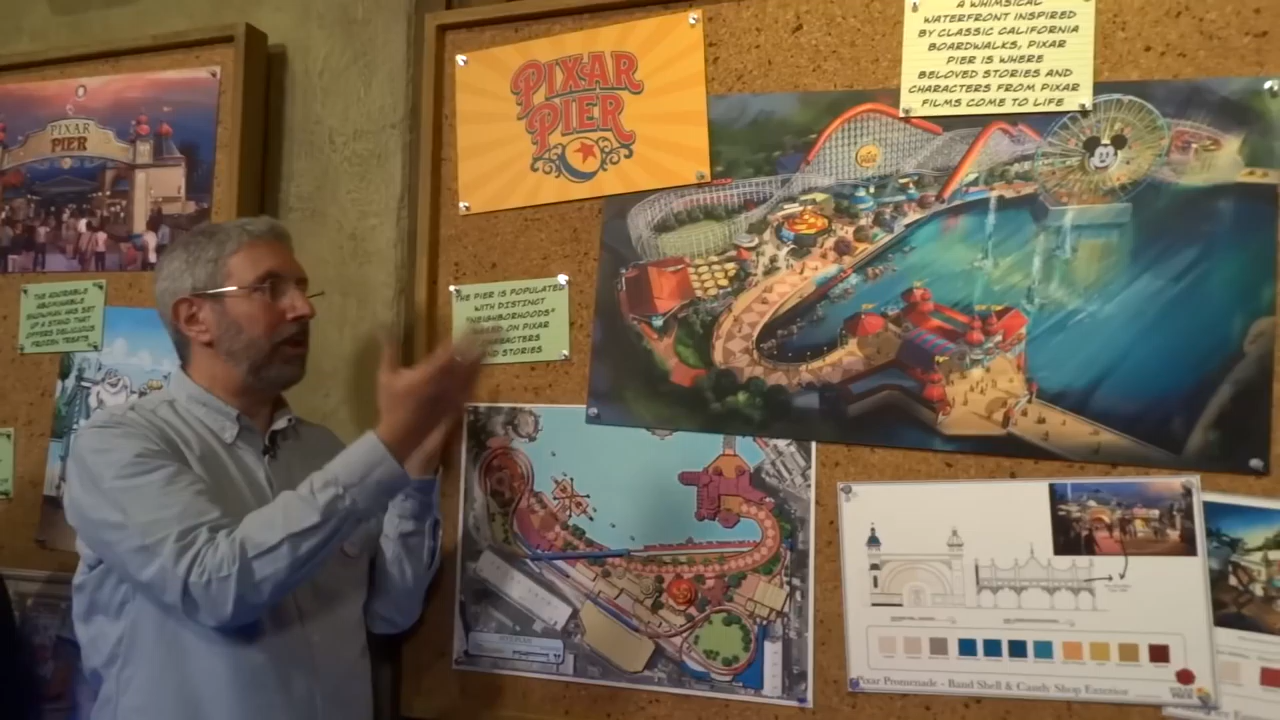 PIXAR
PIER
THE ADORABLE
ABOMINABLE
SNOWMAN HAS SET
UP A STAND THAT
OFFERS DELICIOUS
FROZEN TREATS
PIXAR
PIER
A WHIMSICAL
WATERFRONT INSPIRED
BY CLASSIC CALIFORNIA
BOARDWALKS, PIXAR
PIER IS WHERE
BELOVED STORIES AND
CHARACTERS FROM PIXAR
FILMS COME TO LIFE
THE PIER IS POPULATED
WITH DISTINCT
"NEIGHBORHOODS"
BASED ON PIXAR
CHARACTERS
AND STORIES
Pixar Promenade - Band Shell & Candy Shop Exterior
PIXAR
PIER